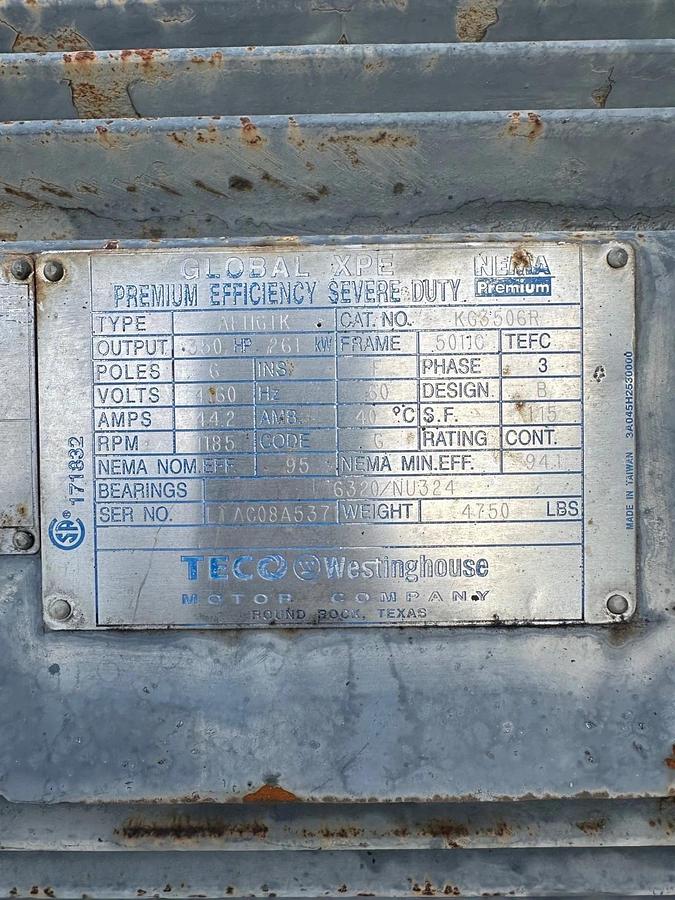 GLOBAL XPE NEMA Premium
PREMIUM EFFICIENCY SEVERE DUTY
TYPE CAT. NO. KG3506R
OUTPUT 350 HP 261 kW FRAME TEFC
POLES 6 INS F PHASE 3
VOLTS 4160 Hz 60 DESIGN B
AMPS 44.2 AMB. 40 °C S.F. 1.15
RPM 1185 CODE G RATING CONT.
NEMA NOM.EFF. 95 NEMA MIN.EFF. 94.1
BEARINGS 6320/NU324
SER NO. WEIGHT 4750 LBS
TECO Westinghouse
MOTOR COMPANY
ROUND ROCK, TEXAS
171832
MADE IN TAIWAN 3A045H2530000